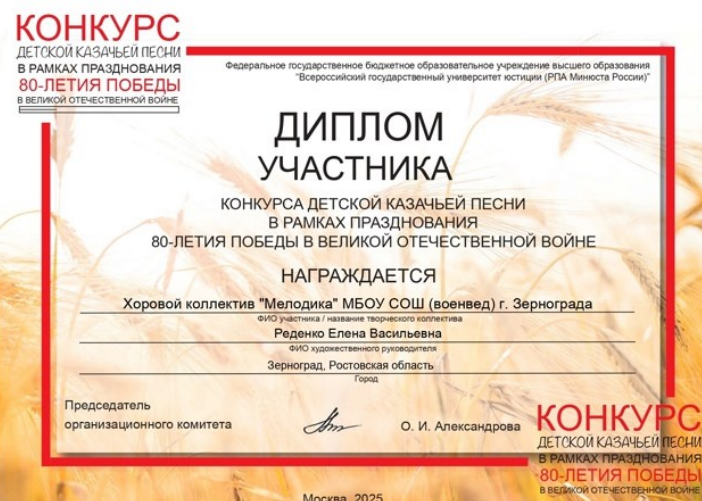 КОНКУРС
ДЕТСКОЙ КАЗАЧЬЕЙ ПЕСНИ
В РАМКАХ ПРАЗДНОВАНИЯ
80-ЛЕТИЯ ПОБЕДЫ
В ВЕЛИКОЙ ОТЕЧЕСТВЕННОЙ ВОЙНЕ
Федеральное государственное бюджетное образовательное учреждение высшего образования
"Всероссийский государственный университет юстиции (РПА Минюста России)"
ДИПЛОМ
УЧАСТНИКА
КОНКУРСА ДЕТСКОЙ КАЗАЧЬЕЙ ПЕСНИ
В РАМКАХ ПРАЗДНОВАНИЯ
80-ЛЕТИЯ ПОБЕДЫ В ВЕЛИКОЙ ОТЕЧЕСТВЕННОЙ ВОЙНЕ
НАГРАЖДАЕТСЯ
Хоровой коллектив "Мелодика" МБОУ СОШ (военвед) г. Зернограда
ФИО участника / название творческого коллектива
Реденко Елена Васильевна
ФИО художественного руководителя
Зерноград, Ростовская область
Город
Председатель
организационного комитета
О. И. Александрова
КОНКУРС
ДЕТСКОЙ КАЗАЧЬЕЙ ПЕСНИ
В РАМКАХ ПРАЗДНОВАНИЯ
80-ЛЕТИЯ ПОБЕДЫ
В ВЕЛИКОЙ ОТЕЧЕСТВЕННОЙ ВОЙНЕ
Москва, 2025